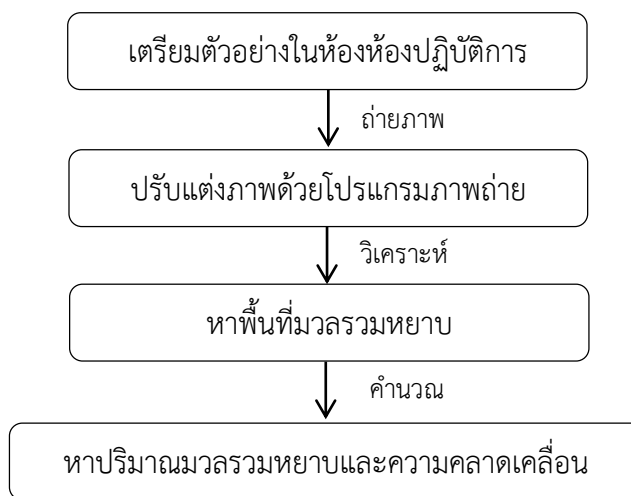 เตรียมตัวอย่างในห้องห้องปฏิบัติการ
ถ่ายภาพ
ปรับแต่งภาพด้วยโปรแกรมภาพถ่าย
วิเคราะห์
หาพื้นที่มวลรวมหยาบ
คำนวณ
หาปริมาณมวลรวมหยาบและความคลาดเคลื่อน